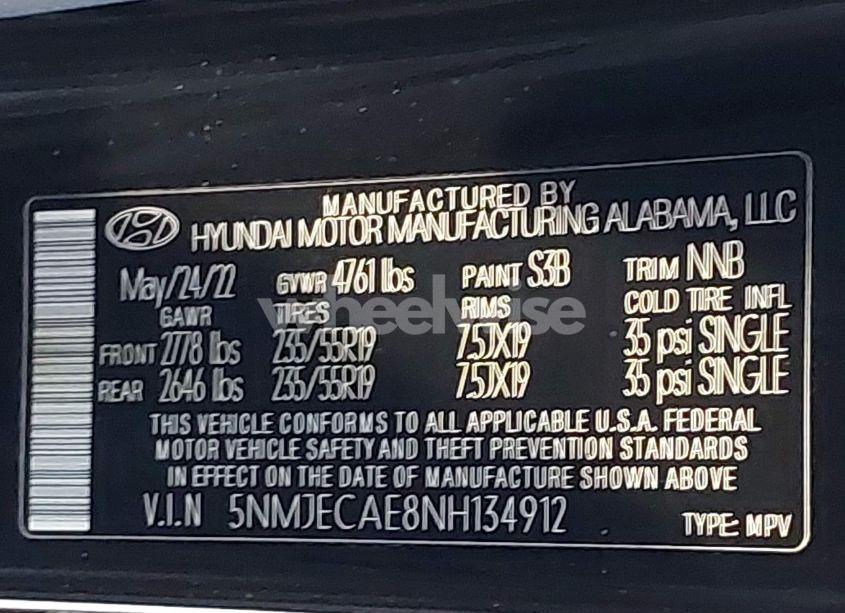 MANUFACTURED BY
HYUNDAI MOTOR MANUFACTURING ALABAMA, LLC
May/24/22 GVWR 4761 lbs PAINT S3B TRIM NNB
GAWR TIRES RIMS COLD TIRE INFL
wheelwise
FRONT 2778 lbs 235/55R19 7.5JX19 35 psi SINGLE
REAR 2646 lbs 235/55R19 7.5JX19 35 psi SINGLE
THIS VEHICLE CONFORMS TO ALL APPLICABLE U.S.A. FEDERAL
MOTOR VEHICLE SAFETY AND THEFT PREVENTION STANDARDS
IN EFFECT ON THE DATE OF MANUFACTURE SHOWN ABOVE
V.I.N 5NMJECAE8NH134912 TYPE: MPV